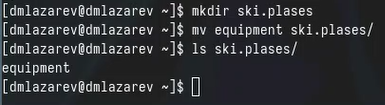 [dmlazarev@dmlazarev ~]$ mkdir ski.plases
[dmlazarev@dmlazarev ~]$ mv equipment ski.plases/
[dmlazarev@dmlazarev ~]$ ls ski.plases/
equipment
[dmlazarev@dmlazarev ~]$